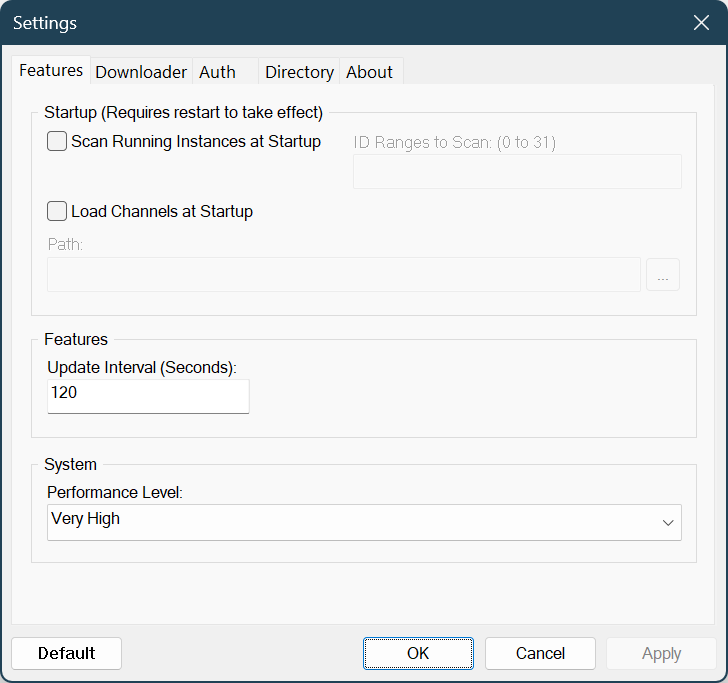 Settings
Features Downloader Auth Directory About
Startup (Requires restart to take effect)
Scan Running Instances at Startup ID Ranges to Scan: (0 to 31)
Load Channels at Startup
Path:
...
Features
Update Interval (Seconds):
120
System
Performance Level:
Very High
Default OK Cancel Apply